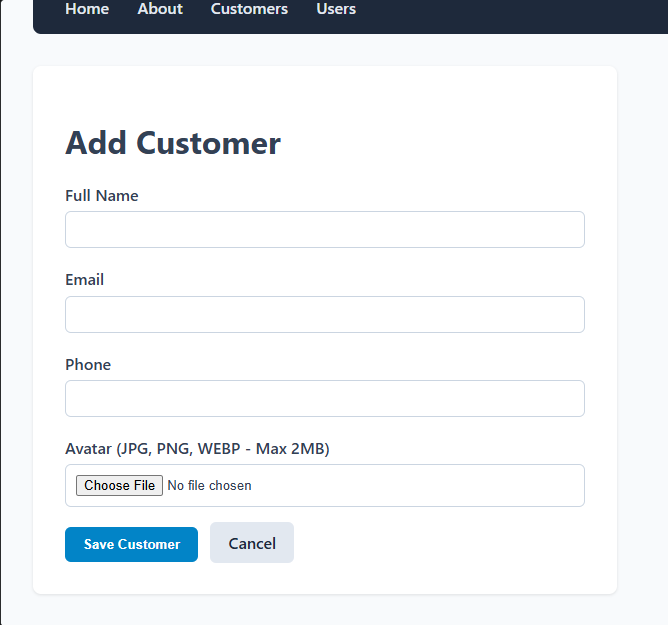 Home About Customers Users
Add Customer
Full Name
Email
Phone
Avatar (JPG, PNG, WEBP - Max 2MB)
Choose File No file chosen
Save Customer Cancel